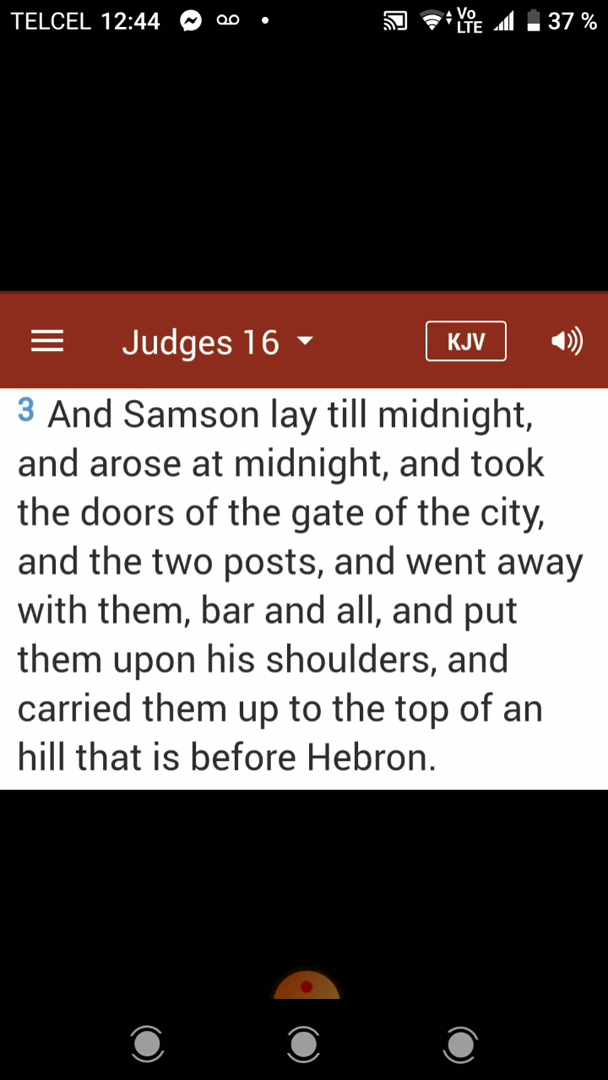 TELCEL 12:44 Vo LTE 37 %
Judges 16 KJV
3 And Samson lay till midnight,
and arose at midnight, and took
the doors of the gate of the city,
and the two posts, and went away
with them, bar and all, and put
them upon his shoulders, and
carried them up to the top of an
hill that is before Hebron.